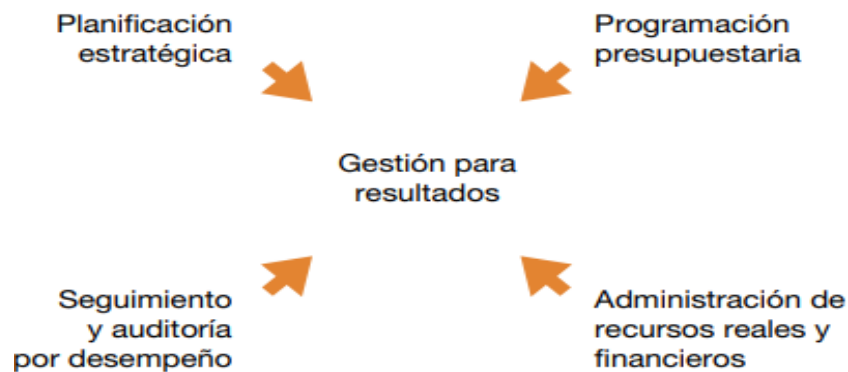 Planificación
estratégica
Programación
presupuestaria
Gestión para
resultados
Seguimiento
y auditoría
por desempeño
Administración de
recursos reales y
financieros